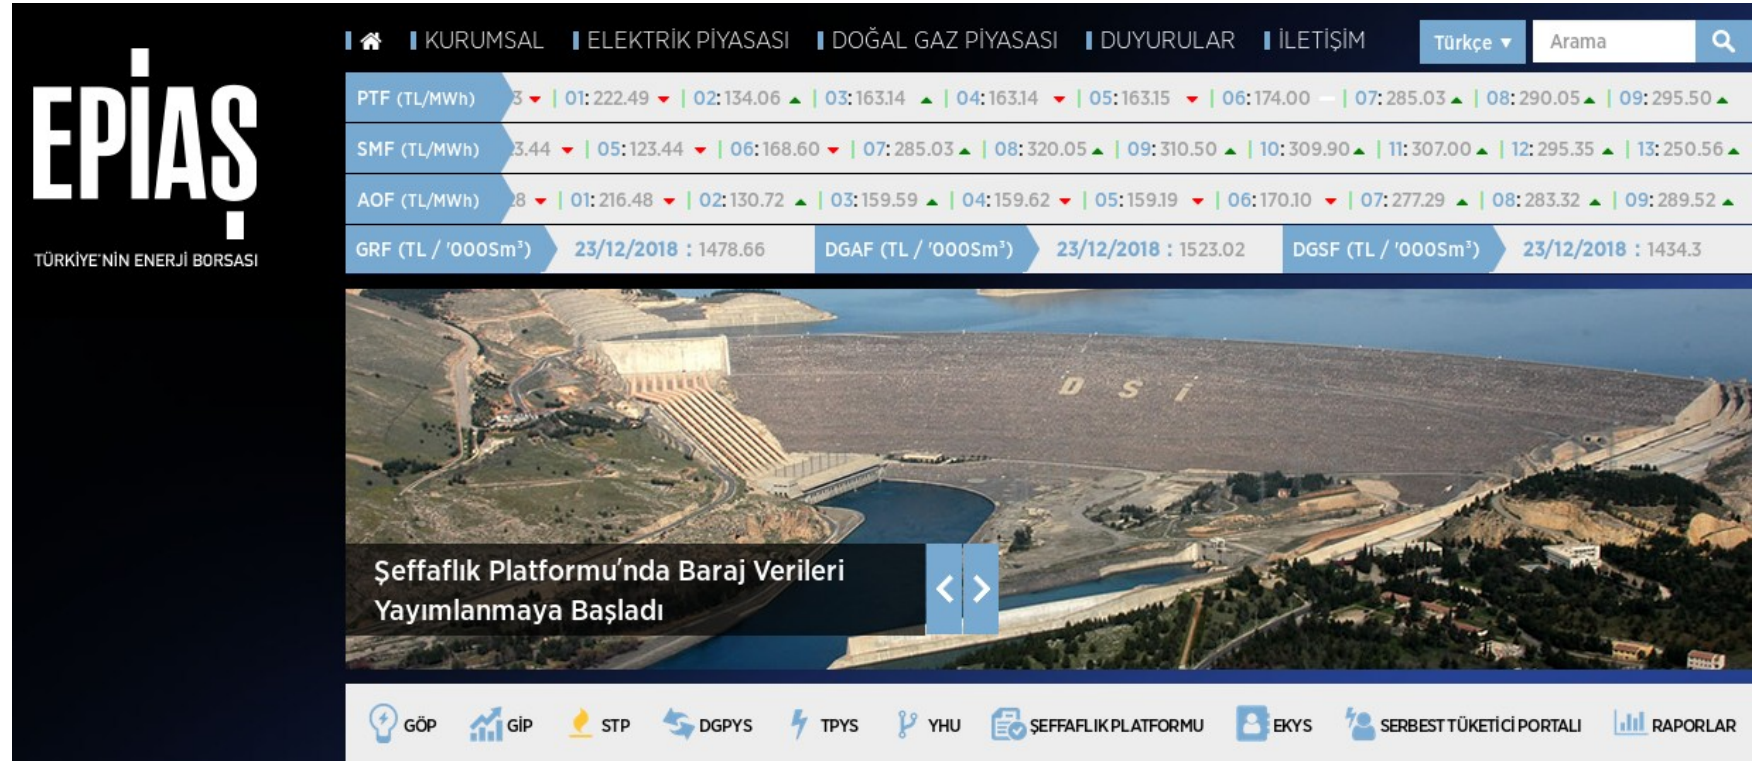 KURUMSAL ELEKTRİK PİYASASI DOĞAL GAZ PİYASASI DUYURULAR İLETİŞİM Türkçe Arama
EPİAŞ
TÜRKİYE'NİN ENERJİ BORSASI
PTF (TL/MWh) 3 01:222.49 02:134.06 03:163.14 04:163.14 05:163.15 06:174.00 07:285.03 08:290.05 09:295.50
SMF (TL/MWh) 3.44 05:123.44 06:168.60 07:285.03 08:320.05 09:310.50 10:309.90 11:307.00 12:295.35 13:250.56
AOF (TL/MWh) 28 01:216.48 02:130.72 03:159.59 04:159.62 05:159.19 06:170.10 07:277.29 08:283.32 09:289.52
GRF (TL / '000Sm³) 23/12/2018 : 1478.66 DGAF (TL / '000Sm³) 23/12/2018 : 1523.02 DGSF (TL / '000Sm³) 23/12/2018 : 1434.3
D S İ
Şeffaflık Platformu'nda Baraj Verileri
Yayımlanmaya Başladı
GÖP GİP STP DGPYS TPYS YHU ŞEFFAFLIK PLATFORMU EKYS SERBEST TÜKETİCİ PORTALI RAPORLAR